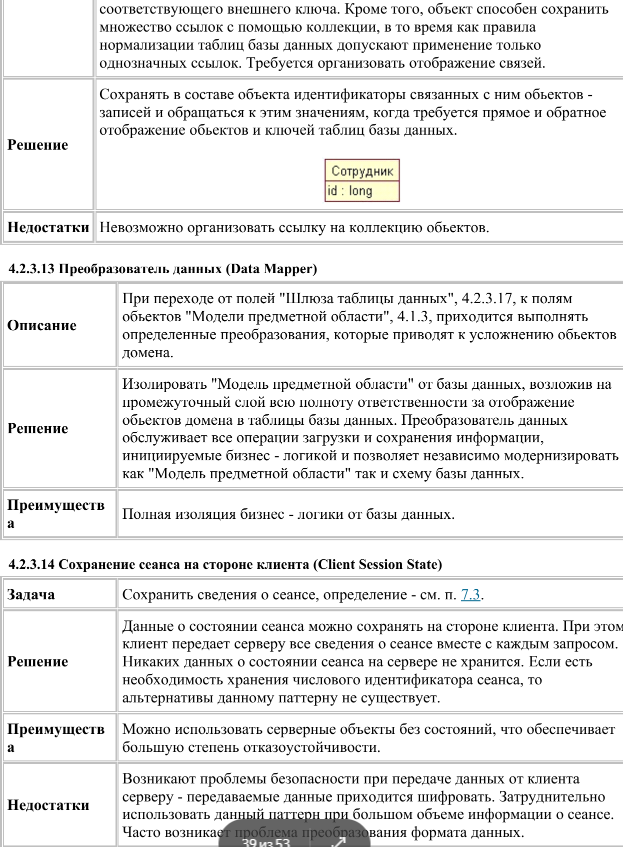 соответствующего внешнего ключа. Кроме того, объект способен сохранить
множество ссылок с помощью коллекции, в то время как правила
нормализации таблиц базы данных допускают применение только
однозначных ссылок. Требуется организовать отображение связей.
Решение
Сохранять в составе объекта идентификаторы связанных с ним обьектов -
записей и обращаться к этим значениям, когда требуется прямое и обратное
отображение обьектов и ключей таблиц базы данных.
Сотрудник
id : long
Недостатки
Невозможно организовать ссылку на коллекцию обьектов.
4.2.3.13 Преобразователь данных (Data Mapper)
Описание
При переходе от полей "Шлюза таблицы данных", 4.2.3.17, к полям
объектов "Модели предметной области", 4.1.3, приходится выполнять
определенные преобразования, которые приводят к усложнению объектов
домена.
Решение
Изолировать "Модель предметной области" от базы данных, возложив на
промежуточный слой всю полноту ответственности за отображение
обьектов домена в таблицы базы данных. Преобразователь данных
обслуживает все операции загрузки и сохранения информации,
инициируемые бизнес - логикой и позволяет независимо модернизировать
как "Модель предметной области" так и схему базы данных.
Преимуществ
а
Полная изоляция бизнес - логики от базы данных.
4.2.3.14 Сохранение сеанса на стороне клиента (Client Session State)
Задача
Сохранить сведения о сеансе, определение - см. п. 7.3.
Решение
Данные о состоянии сеанса можно сохранять на стороне клиента. При этом
клиент передает серверу все сведения о сеансе вместе с каждым запросом.
Никаких данных о состоянии сеанса на сервере не хранится. Если есть
необходимость хранения числового идентификатора сеанса, то
альтернативы данному паттерну не существует.
Преимуществ
а
Можно использовать серверные объекты без состояний, что обеспечивает
большую степень отказоустойчивости.
Недостатки
Возникают проблемы безопасности при передаче данных от клиента
серверу - передаваемые данные приходится шифровать. Затруднительно
использовать данный паттерн при большом объеме информации о сеансе.
Часто возникает проблема преобразования формата данных.
39 из 53